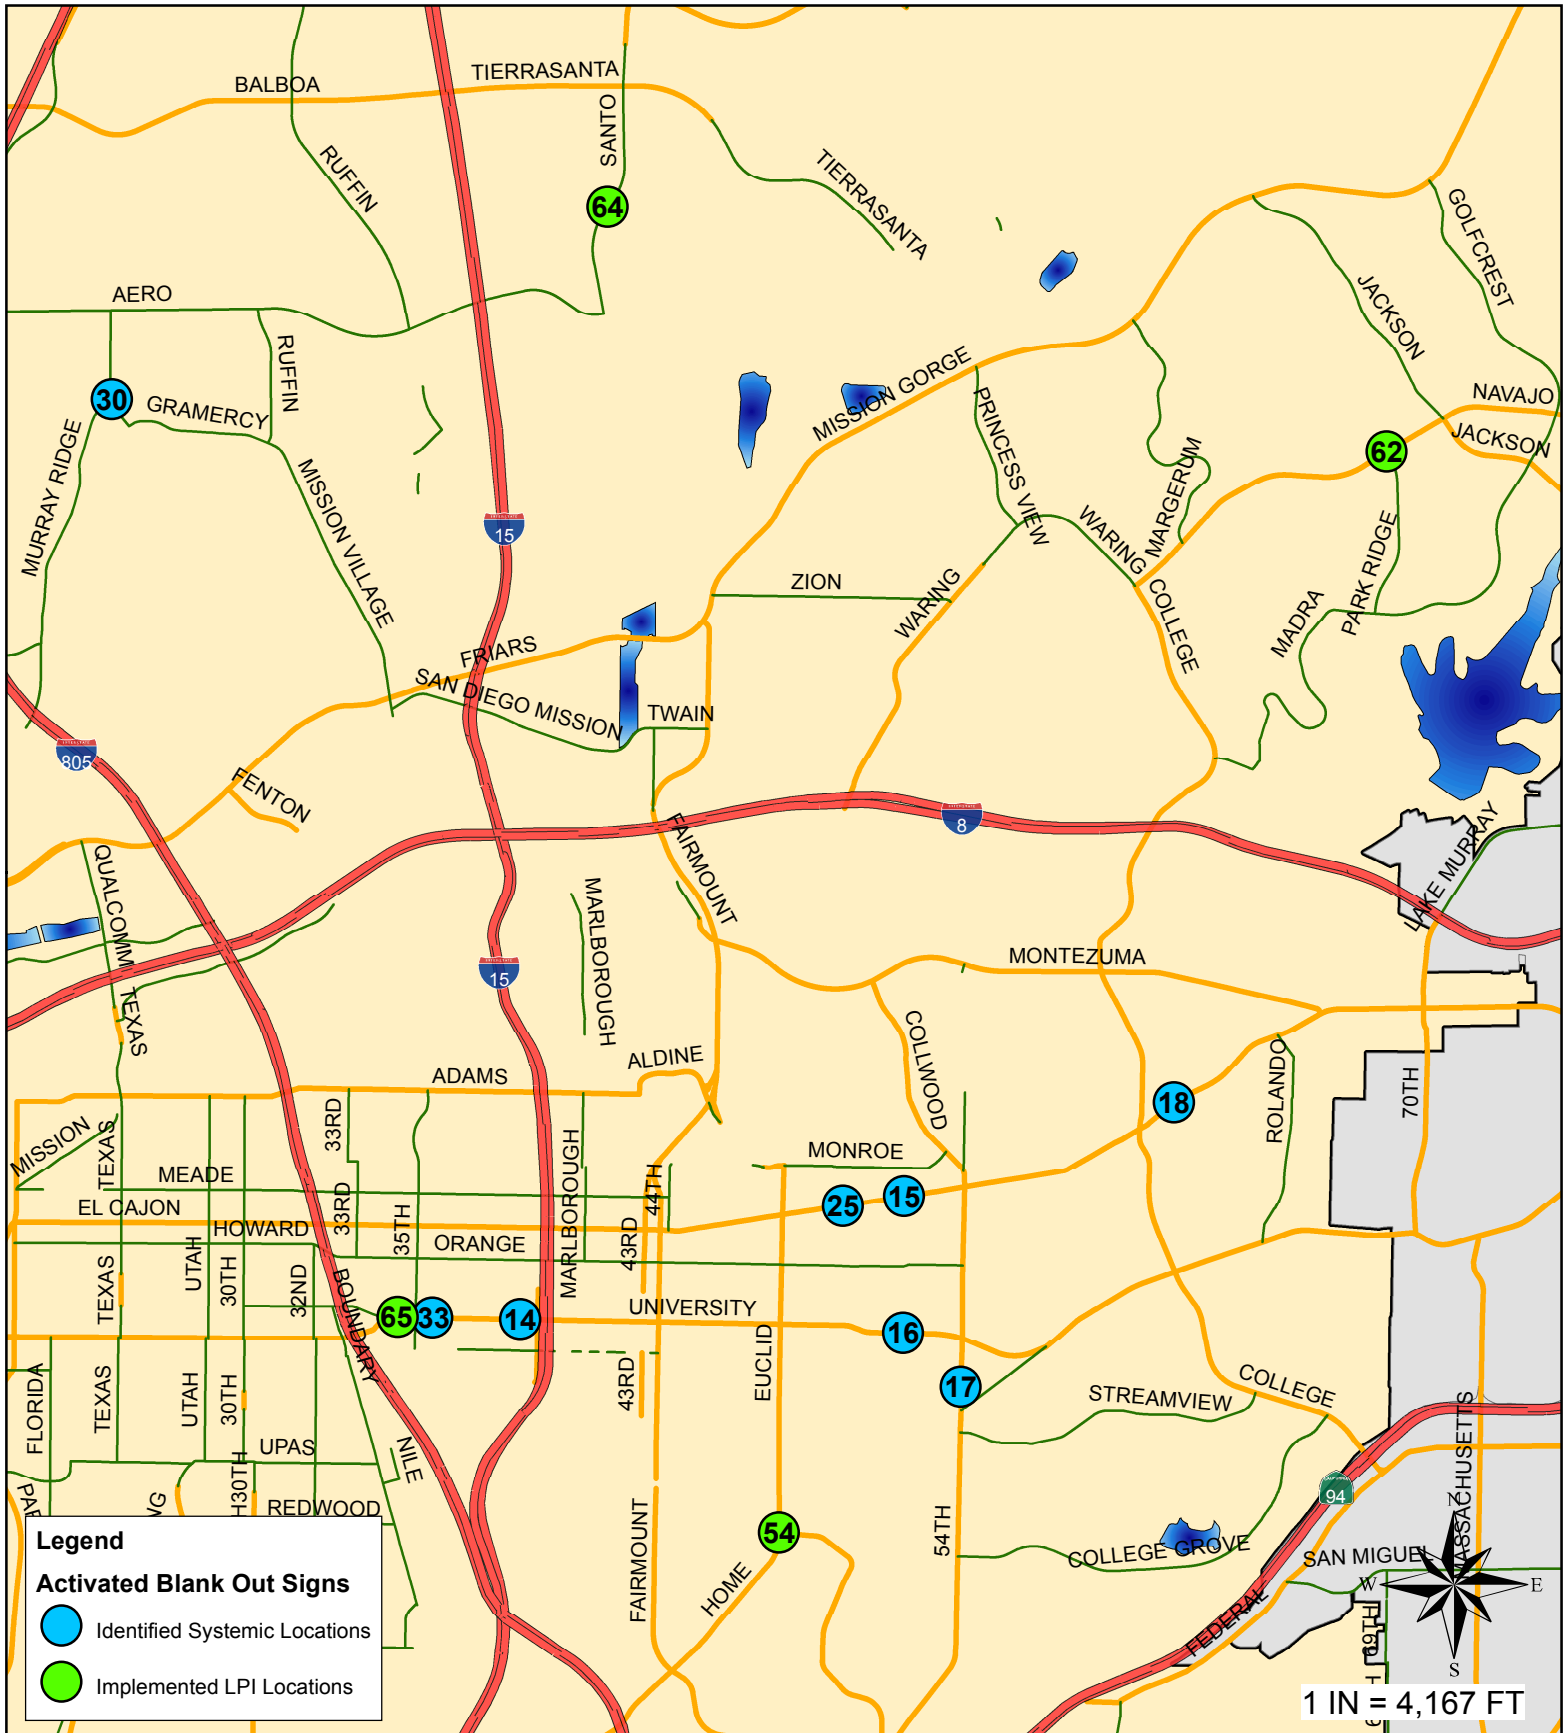 BALBOA
TIERRASANTA
SANTO
RUFFIN
TIERRASANTA
64
GOLFCREST
JACKSON
AERO
RUFFIN
MISSION GORGE
NAVAJO
JACKSON
30
GRAMERCY
PRINCESS VIEW
62
MURRAY RIDGE
MARGERUM
MISSION VILLAGE
15
WARING
PARK RIDGE
ZION
WARING
COLLEGE
MADRA
FRIARS
SAN DIEGO MISSION
TWAIN
805
FENTON
8
FAIRMOUNT
LAKE MURRAY
QUALCOMM
MARLBOROUGH
MONTEZUMA
15
TEXAS
COLLWOOD
ALDINE
ADAMS
ROLANDO
70TH
18
33RD
MISSION
TEXAS
MARLBOROUGH
MONROE
MEADE
44TH
25
15
EL CAJON
33RD
35TH
HOWARD
ORANGE
43RD
UTAH
30TH
32ND
TEXAS
BOUNDARY
65
33
14
UNIVERSITY
16
EUCLID
17
FLORIDA
TEXAS
UTAH
30TH
43RD
STREAMVIEW
COLLEGE
MASSACHUSETTS
UPAS
NILE
30TH
REDWOOD
94
FAIRMOUNT
54
54TH
COLLEGE GROVE
SAN MIGUEL
HOME
FEDERAL
69TH
N
W
E
S
Legend
Activated Blank Out Signs
Identified Systemic Locations
Implemented LPI Locations
1 IN = 4,167 FT